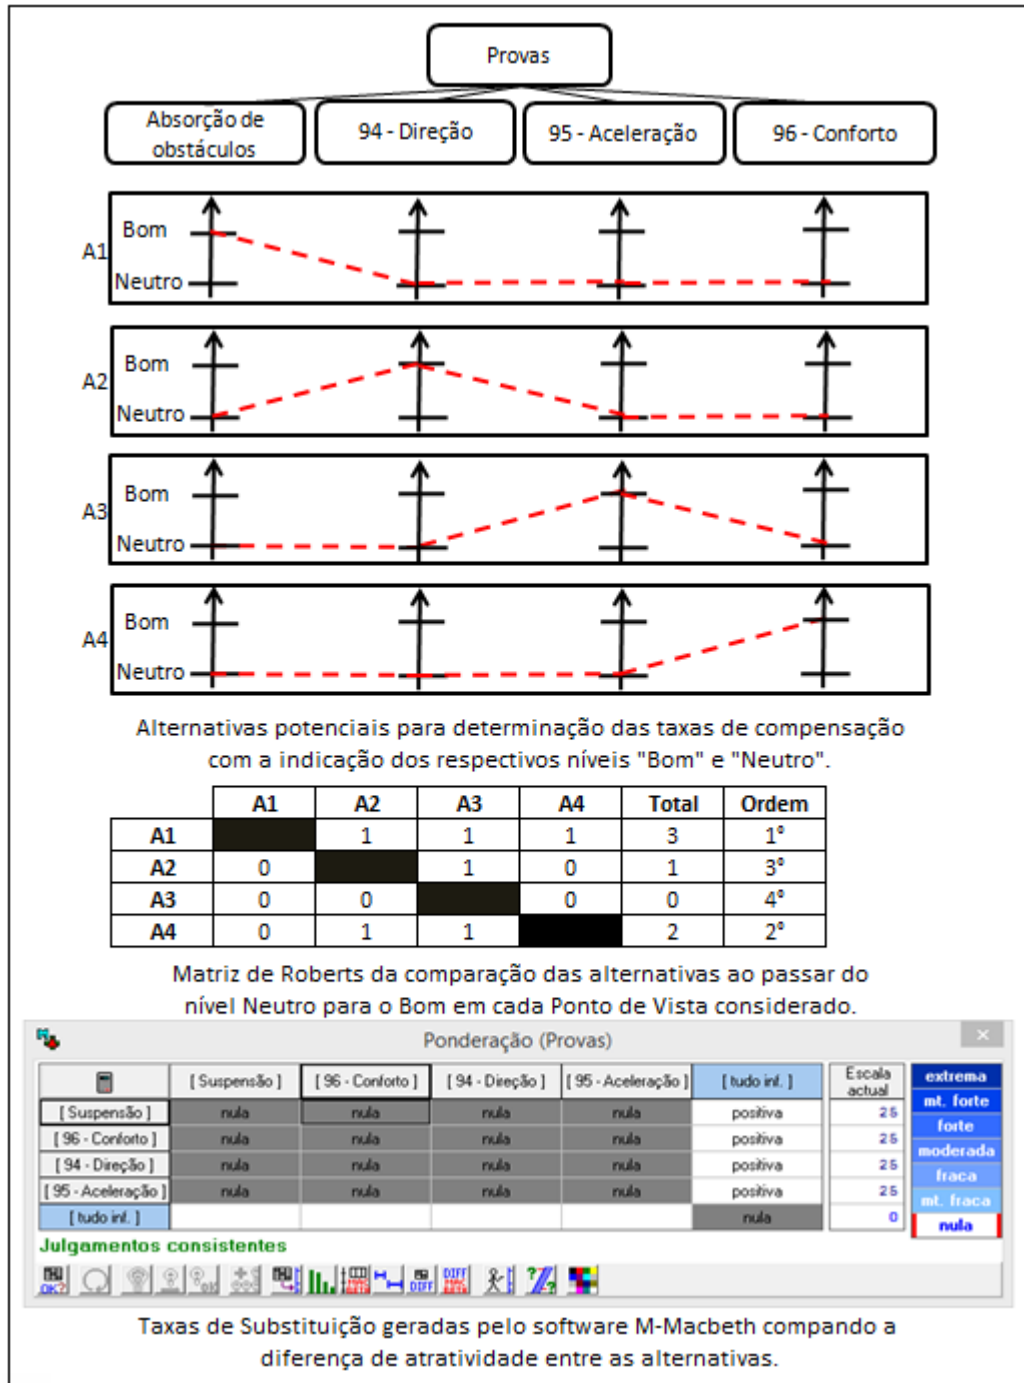 Provas
Absorção de obstáculos
94 - Direção
95 - Aceleração
96 - Conforto
A1
Bom
Neutro
A2
Bom
Neutro
A3
Bom
Neutro
A4
Bom
Neutro
Alternativas potenciais para determinação das taxas de compensação
com a indicação dos respectivos níveis "Bom" e "Neutro".
A1 A2 A3 A4 Total Ordem
A1 1 1 1 3 1º
A2 0 1 0 1 3º
A3 0 0 0 0 4º
A4 0 1 1 2 2º
Matriz de Roberts da comparação das alternativas ao passar do
nível Neutro para o Bom em cada Ponto de Vista considerado.
Ponderação (Provas)
[ Suspensão ] [ 96 - Conforto ] [ 94 - Direção ] [ 95 - Aceleração ] [ tudo inf. ] Escala actual
[ Suspensão ] nula nula nula nula positiva 25
[ 96 - Conforto ] nula nula nula nula positiva 25
[ 94 - Direção ] nula nula nula nula positiva 25
[ 95 - Aceleração ] nula nula nula nula positiva 25
[ tudo inf. ] nula 0
extrema
mt. forte
forte
moderada
fraca
mt. fraca
nula
Julgamentos consistentes
OK?
DIFF
DIFF
Taxas de Substituição geradas pelo software M-Macbeth compando a
diferença de atratividade entre as alternativas.